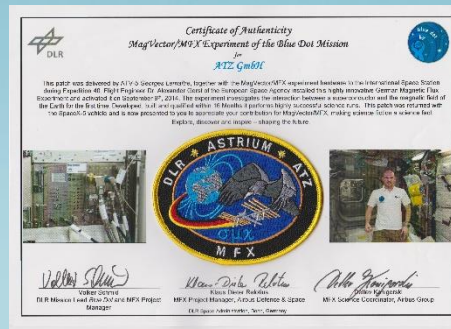 Certificate of Authenticity
MagVector/MFX Experiment of the Blue Dot Mission
for
ATZ GmbH
DLR
blue dot
This patch was delivered by ATV-5 Georges Lemaître, together with the MagVector/MFX experiment hardware to the International Space Station
during Expedition 40. Flight Engineer Dr. Alexander Gerst of the European Space Agency installed this highly innovative German Magnetic Flux
Experiment and activated it on September 8th, 2014. The experiment investigates the interaction between a superconductor and the magnetic field of
the Earth for the first time. Developed, built and qualified within 16 Months it performs highly successful science runs. This patch was returned with
the SpaceX-5 vehicle and is now presented to you to appreciate your contribution for MagVector/MFX, making science fiction a science fact.
Explore, discover and inspire – shaping the future.
DLR ★ ASTRIUM ★ ATZ
MFX
Volker Schmid
DLR Mission Lead Blue Dot and MFX Project
Manager
Klaus Dieter Relotius
MFX Project Manager, Airbus Defence & Space
MFX Science Coordinator, Airbus Group
DLR Space Administration, Bonn, Germany